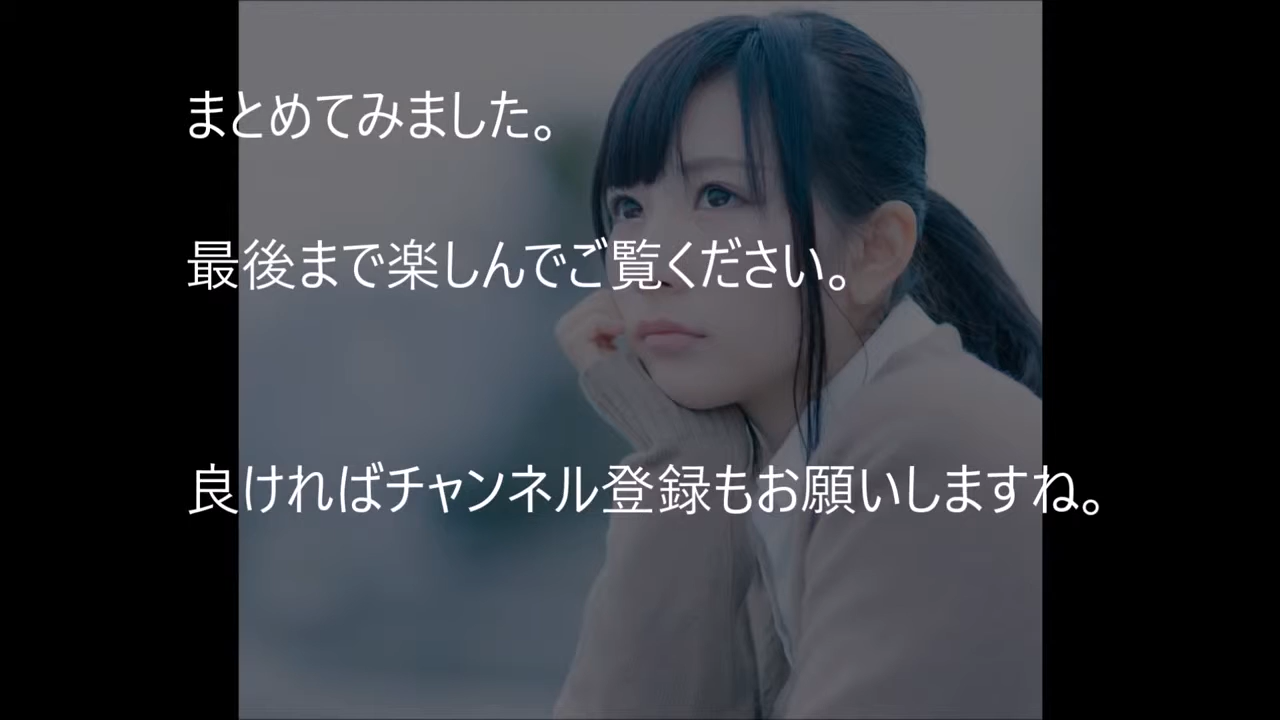 まとめてみました。
最後まで楽しんでご覧ください。
良ければチャンネル登録もお願いしますね。